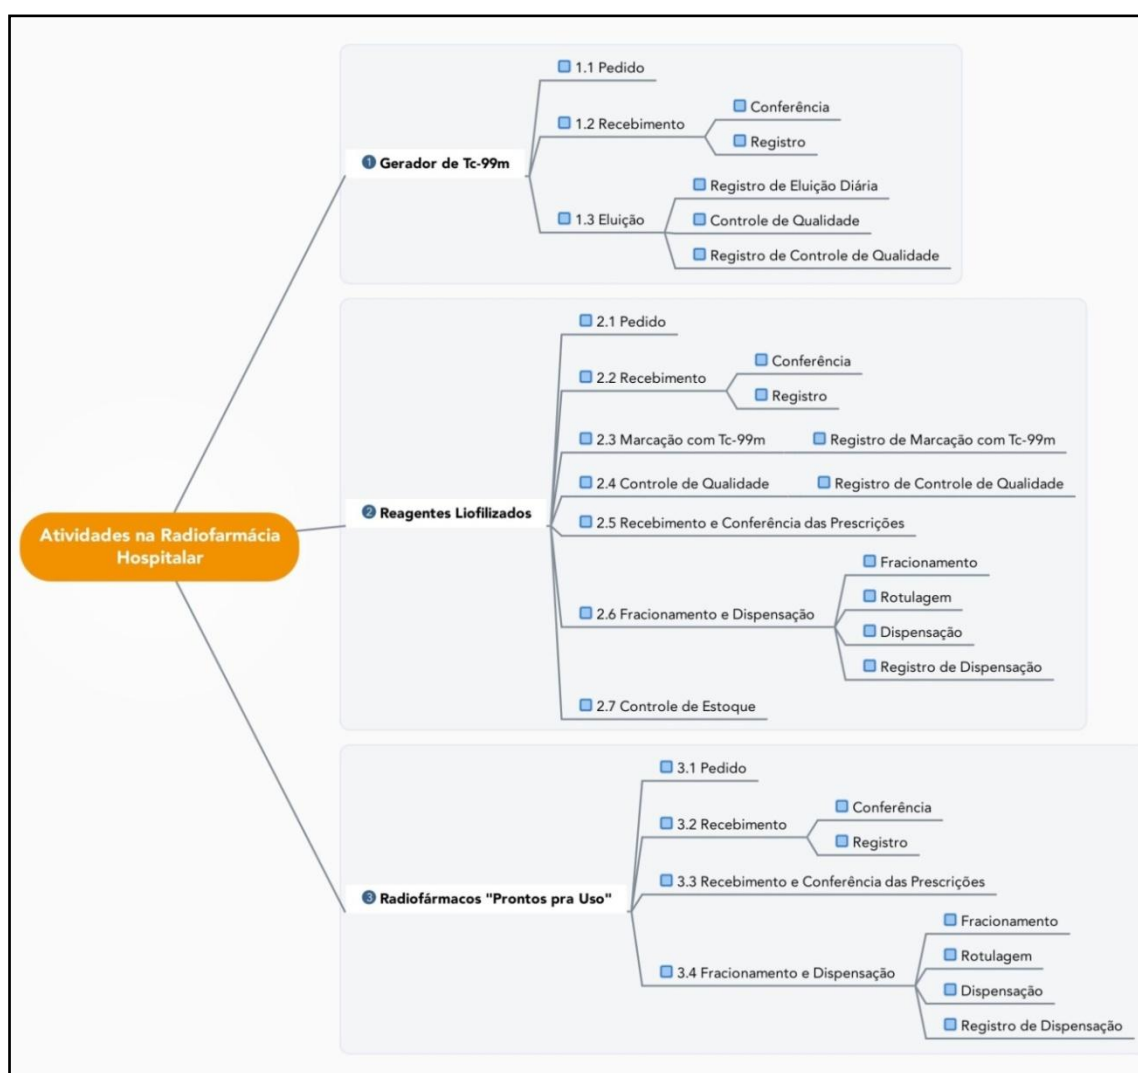 1 Gerador de Tc-99m
1.1 Pedido
1.2 Recebimento
Conferência
Registro
1.3 Eluição
Registro de Eluição Diária
Controle de Qualidade
Registro de Controle de Qualidade
Atividades na Radiofarmácia
Hospitalar
2 Reagentes Liofilizados
2.1 Pedido
2.2 Recebimento
Conferência
Registro
2.3 Marcação com Tc-99m
Registro de Marcação com Tc-99m
2.4 Controle de Qualidade
Registro de Controle de Qualidade
2.5 Recebimento e Conferência das Prescrições
2.6 Fracionamento e Dispensação
Fracionamento
Rotulagem
Dispensação
Registro de Dispensação
2.7 Controle de Estoque
3 Radiofármacos "Prontos pra Uso"
3.1 Pedido
3.2 Recebimento
Conferência
Registro
3.3 Recebimento e Conferência das Prescrições
3.4 Fracionamento e Dispensação
Fracionamento
Rotulagem
Dispensação
Registro de Dispensação